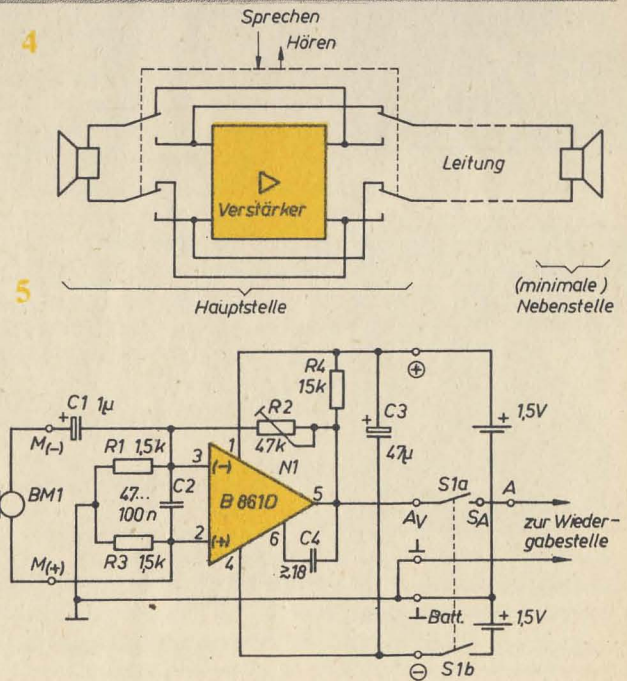 4
Sprechen
Hören
Verstärker
Leitung
Hauptstelle
(minimale)
Nebenstelle
5
C1 1µ
M(-)
R1 1,5k
BM1
47...
100n
C2
M(+)
R3 1,5k
R2
47k
R4
15k
N1
1
3 (-)
B 861D
5
2 (+)
6
4
C4
≥18
C3
47µ
+
⊕
1,5V
S1a
AV
SA
A
zur Wieder-
gabestelle
⊥
⊥ Batt.
+ 1,5V
S1b
⊖